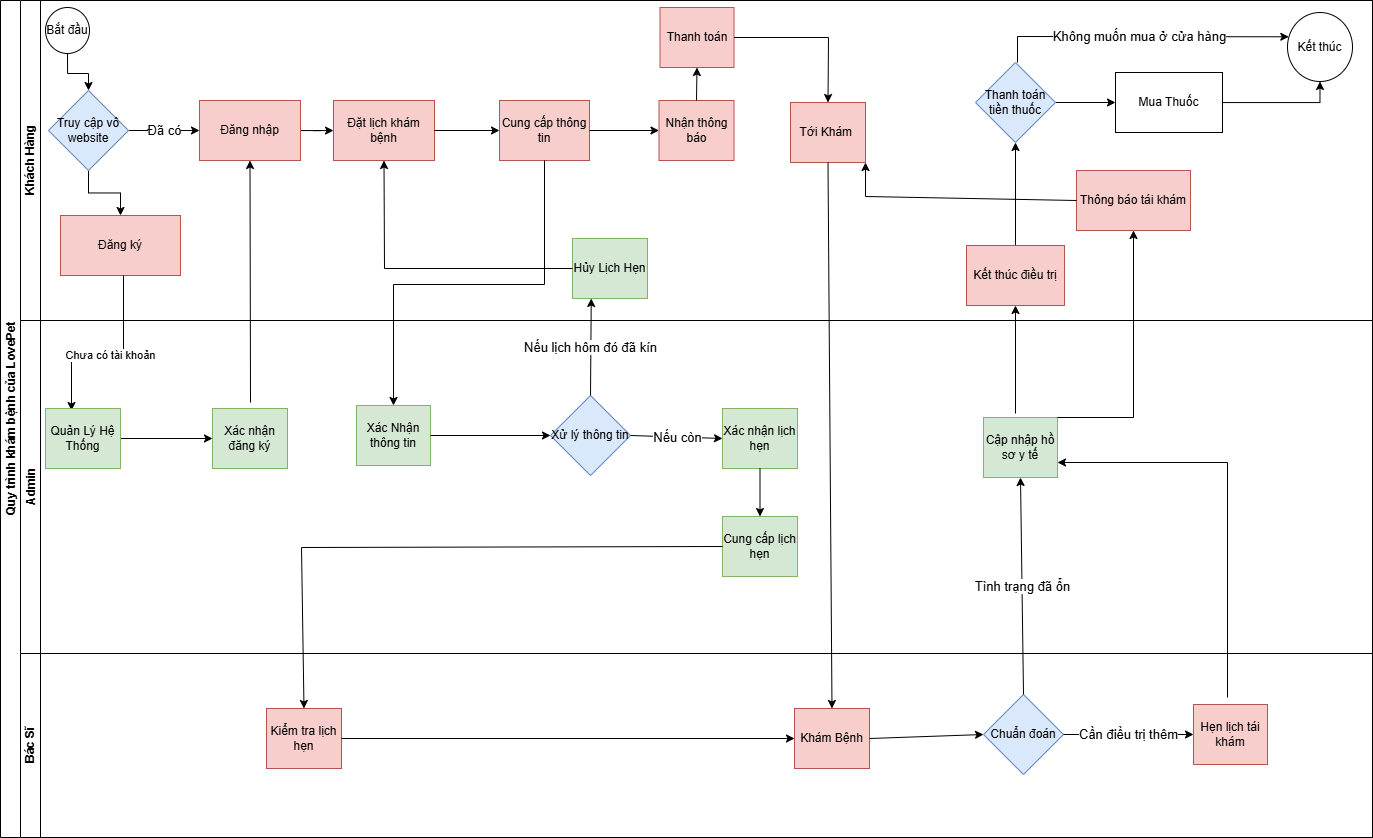 Quy trình khám bệnh của LovePet
Khách Hàng
Bắt đầu
Truy cập vô
website
Đã có
Đăng nhập
Đặt lịch khám
bệnh
Cung cấp thông
tin
Nhận thông
báo
Thanh toán
Tới Khám
Thanh toán
tiền thuốc
Không muốn mua ở cửa hàng
Mua Thuốc
Kết thúc
Đăng ký
Hủy Lịch Hẹn
Thông báo tái khám
Kết thúc điều trị
Admin
Chưa có tài khoản
Quản Lý Hệ
Thống
Xác nhận
đăng ký
Xác Nhận
thông tin
Nếu lịch hôm đó đã kín
Xử lý thông tin
Nếu còn
Xác nhận lịch
hẹn
Cung cấp lịch
hẹn
Cập nhập hồ
sơ y tế
Tình trạng đã ổn
Bác Sĩ
Kiểm tra lịch
hẹn
Khám Bệnh
Chuẩn đoán
Cần điều trị thêm
Hẹn lịch tái
khám